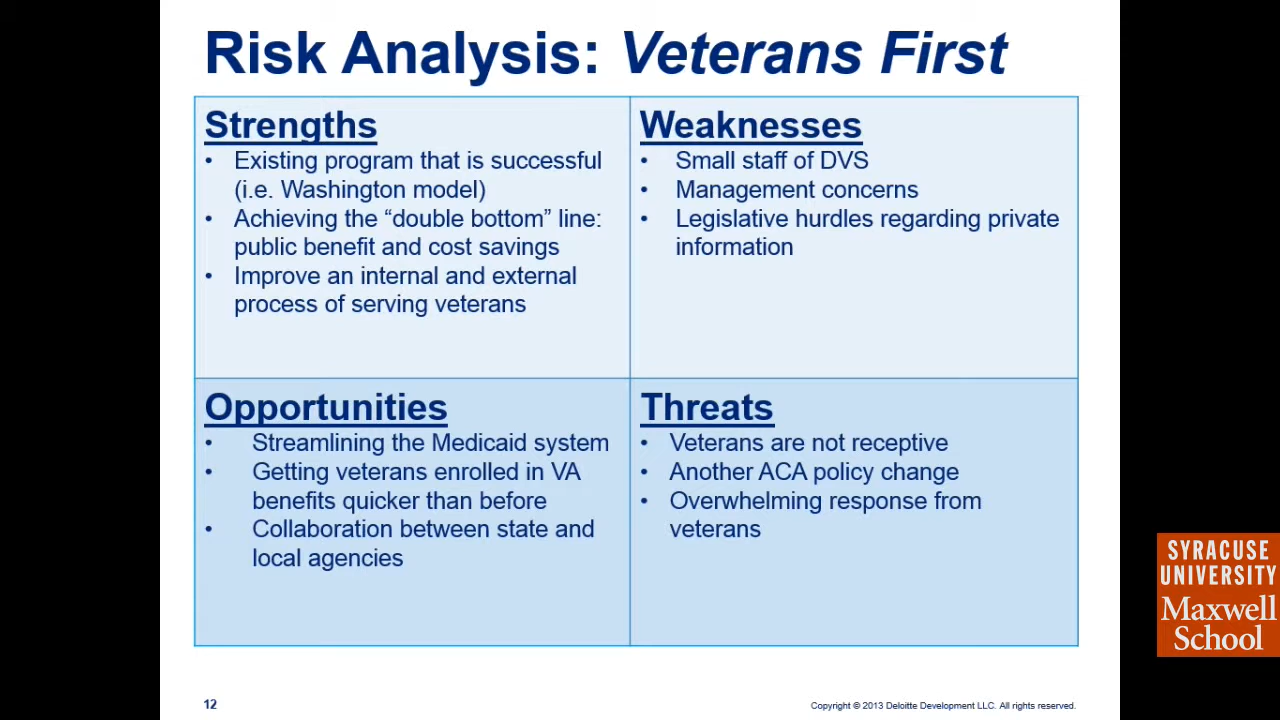 Risk Analysis: Veterans First
Strengths
• Existing program that is successful
(i.e. Washington model)
• Achieving the “double bottom” line:
public benefit and cost savings
• Improve an internal and external
process of serving veterans
Weaknesses
• Small staff of DVS
• Management concerns
• Legislative hurdles regarding private
information
Opportunities
• Streamlining the Medicaid system
• Getting veterans enrolled in VA
benefits quicker than before
• Collaboration between state and
local agencies
Threats
• Veterans are not receptive
• Another ACA policy change
• Overwhelming response from
veterans
SYRACUSE
UNIVERSITY
Maxwell
School
12
Copyright © 2013 Deloitte Development LLC. All rights reserved.